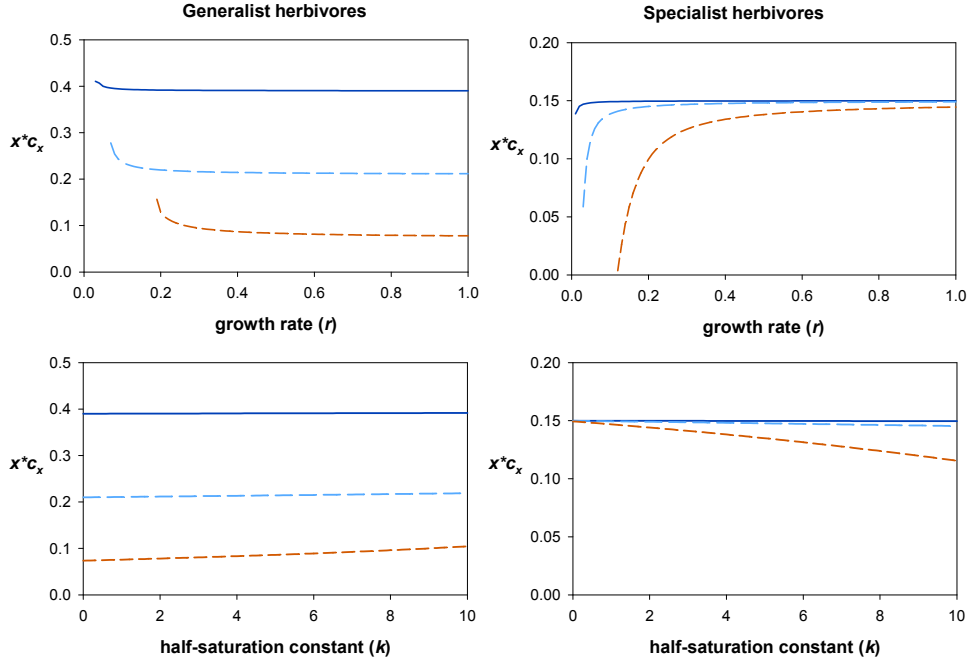 Generalist herbivores
0.5
0.4
0.3
x*c_x
0.2
0.1
0.0
0.0 0.2 0.4 0.6 0.8 1.0
growth rate (r)
Specialist herbivores
0.20
0.15
x*c_x
0.10
0.05
0.00
0.0 0.2 0.4 0.6 0.8 1.0
growth rate (r)
0.5
0.4
0.3
x*c_x
0.2
0.1
0.0
0 2 4 6 8 10
half-saturation constant (k)
0.20
0.15
x*c_x
0.10
0.05
0.00
0 2 4 6 8 10
half-saturation constant (k)